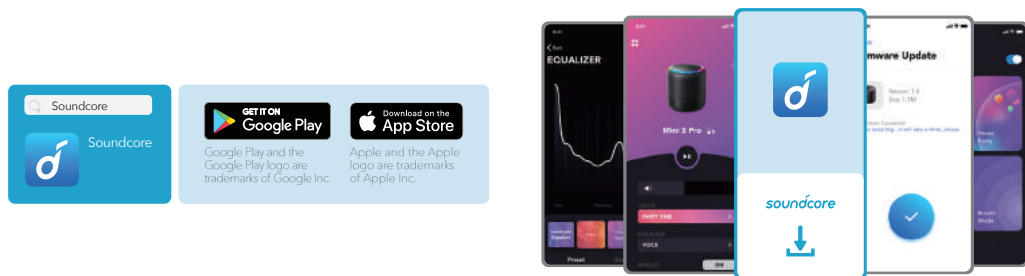 Soundcore
Soundcore
GET IT ON
Google Play
Google Play and the
Google Play logo are
trademarks of Google Inc.
Download on the
App Store
Apple and the Apple
logo are trademarks
of Apple Inc.
EQUALIZER
Mini 3 Pro
PARTY TIME
VOICE
Preset
soundcore
mware Update